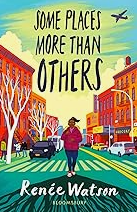 SOME PLACES
MORE THAN
OTHERS
Renée Watson
BLOOMSBURY